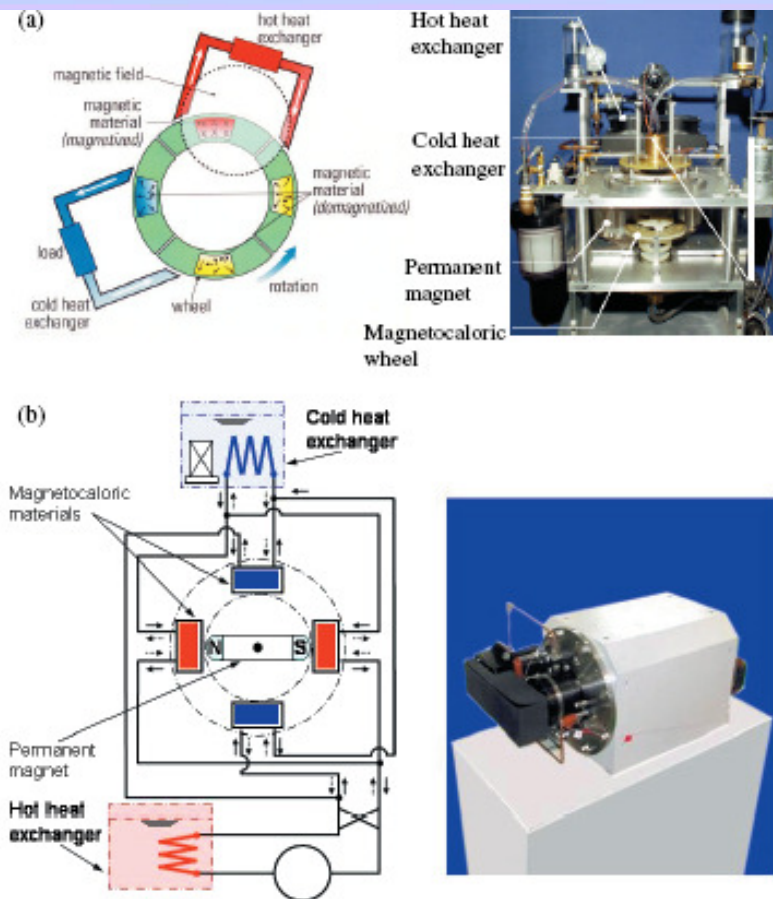 (a)
hot heat
exchanger
magnetic field
magnetic
material
(magnetized)
magnetic
material
(demagnetized)
load
cold heat
exchanger
wheel
rotation
Hot heat
exchanger
Cold heat
exchanger
Permanent
magnet
Magnetocaloric
wheel
(b)
Cold heat
exchanger
Magnetocaloric
materials
N
S
Permanent
magnet
Hot heat
exchanger